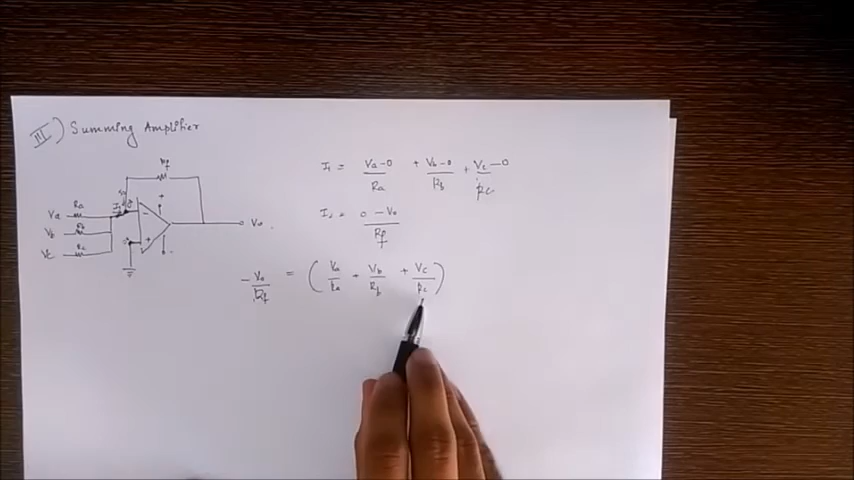 III) Summing Amplifier
Rf
Va Ra
Vb Rb
Vc Rc
I1
- +
Vo
I1 = Va-0/Ra + Vb-0/Rb + Vc-0/Rc
I2 = 0-Vo/Rf
-Vo/Rf = (Va/Ra + Vb/Rb + Vc/Rc)